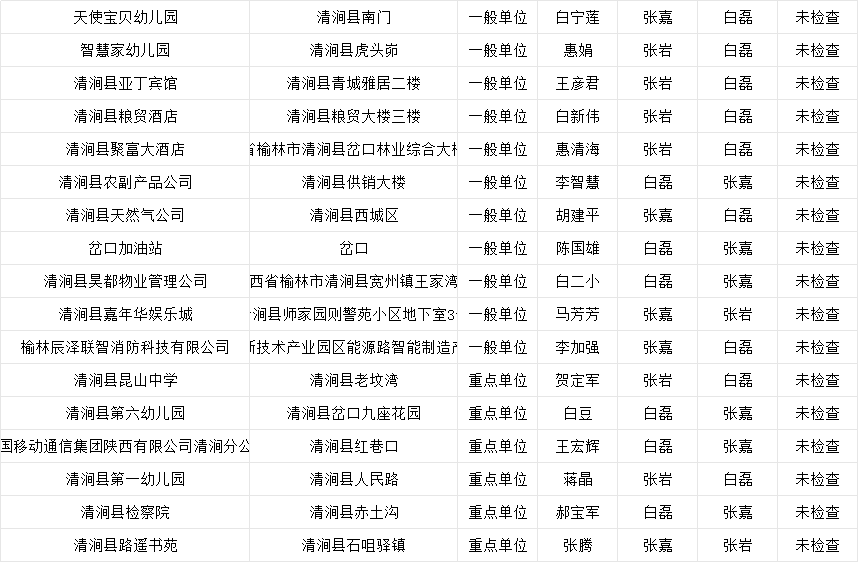 天使宝贝幼儿园 清涧县南门 一般单位 白宁莲 张嘉 白磊 未检查
智慧家幼儿园 清涧县虎头峁 一般单位 惠娟 张岩 白磊 未检查
清涧县亚丁宾馆 清涧县青城雅居二楼 一般单位 王彦君 张岩 白磊 未检查
清涧县粮贸酒店 清涧县粮贸大楼三楼 一般单位 白新伟 张岩 白磊 未检查
清涧县聚富大酒店 省榆林市清涧县岔口林业综合大楼 一般单位 惠清海 张岩 白磊 未检查
清涧县农副产品公司 清涧县供销大楼 一般单位 李智慧 白磊 张嘉 未检查
清涧县天然气公司 清涧县西城区 一般单位 胡建平 张嘉 白磊 未检查
岔口加油站 岔口 一般单位 陈国雄 白磊 张嘉 未检查
清涧县昊都物业管理公司 西省榆林市清涧县宽州镇王家湾 一般单位 白二小 白磊 张嘉 未检查
清涧县嘉年华娱乐城 涧县师家园则警苑小区地下室3 一般单位 马芳芳 张嘉 张岩 未检查
榆林辰泽联智消防科技有限公司 新技术产业园区能源路智能制造产 一般单位 李加强 张嘉 白磊 未检查
清涧县昆山中学 清涧县老坟湾 重点单位 贺定军 张岩 白磊 未检查
清涧县第六幼儿园 清涧县岔口九座花园 重点单位 白豆 白磊 张嘉 未检查
国移动通信集团陕西有限公司清涧分公 清涧县红巷口 重点单位 王宏辉 白磊 张嘉 未检查
清涧县第一幼儿园 清涧县人民路 重点单位 蒋晶 张岩 白磊 未检查
清涧县检察院 清涧县赤土沟 重点单位 郝宝军 白磊 张嘉 未检查
清涧县路遥书苑 清涧县石咀驿镇 重点单位 张腾 张嘉 张岩 未检查